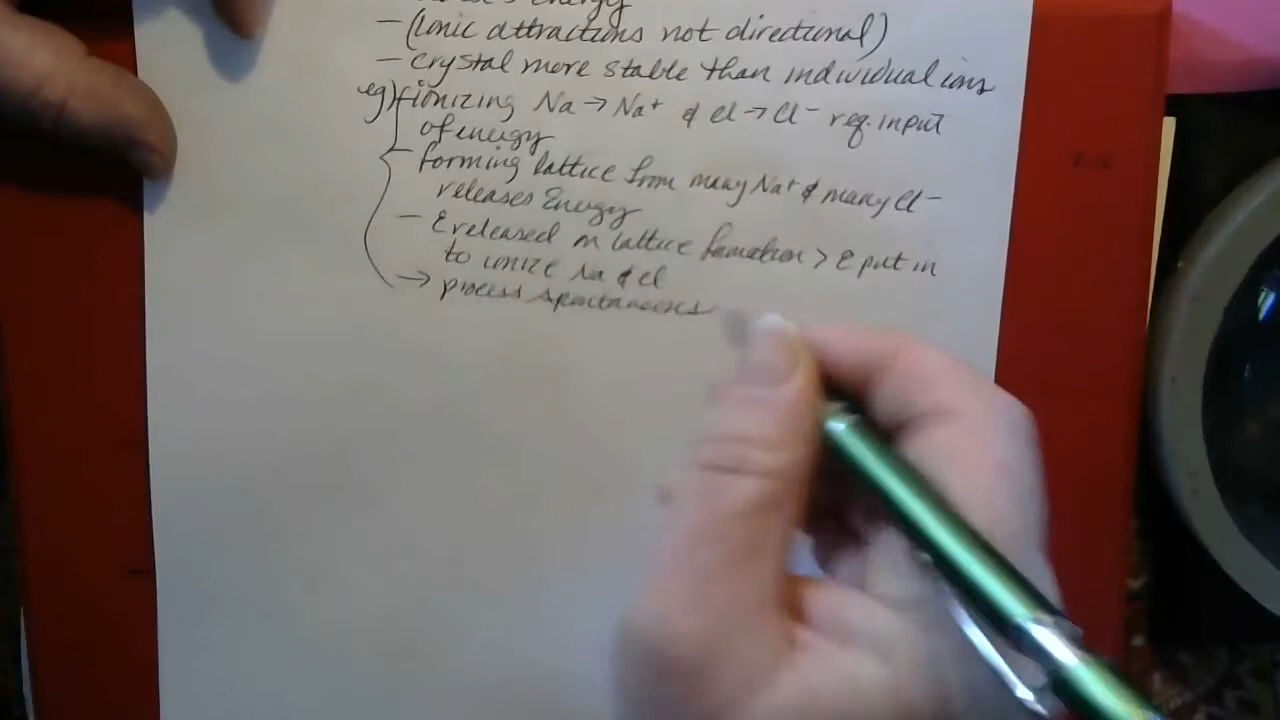 energy
- (Ionic attractions not directional)
- crystal more stable than individual ions
eg) ionizing Na → Na⁺ & Cl → Cl⁻ req. input
of energy
- forming lattice from many Na⁺ & many Cl⁻
releases Energy
- E released in lattice formation > E put in
to ionize Na & Cl
→ process spontaneous